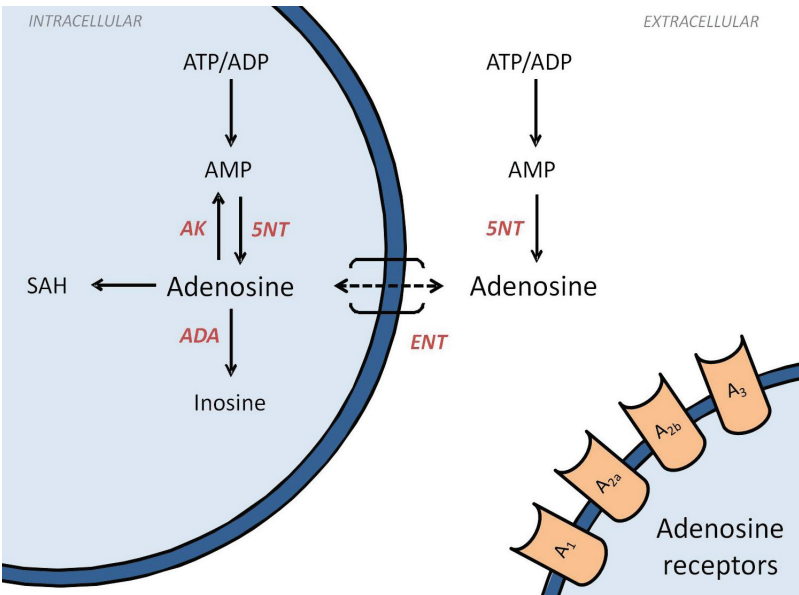 INTRACELLULAR
EXTRACELLULAR
ATP/ADP
ATP/ADP
AMP
AMP
AK
5NT
5NT
SAH
Adenosine
Adenosine
ADA
ENT
Inosine
A3
A2b
A2a
A1
Adenosine
receptors